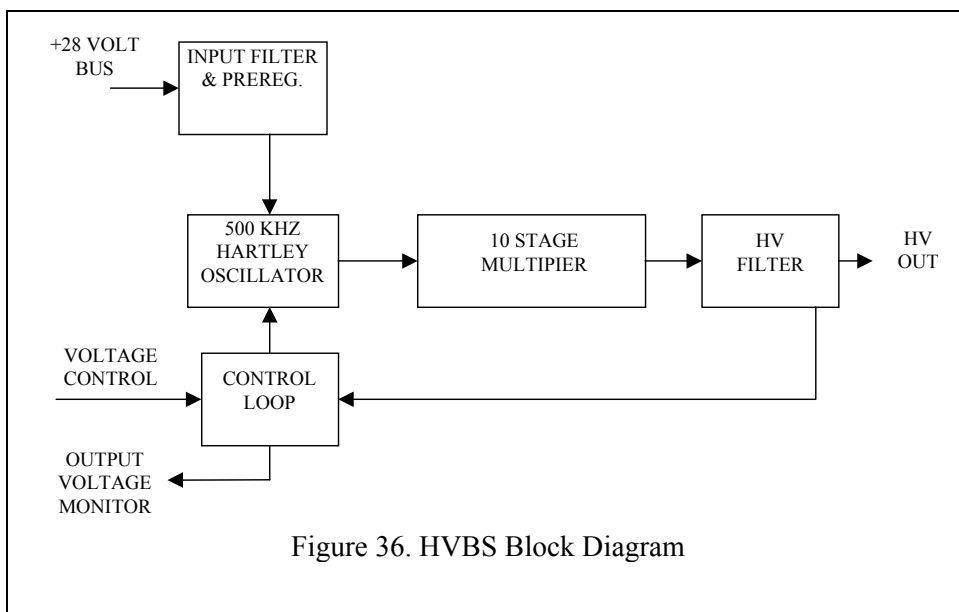 +28 VOLT
BUS
INPUT FILTER
& PREREG.
500 KHZ
HARTLEY
OSCILLATOR
10 STAGE
MULTIPIER
HV
FILTER
HV
OUT
VOLTAGE
CONTROL
CONTROL
LOOP
OUTPUT
VOLTAGE
MONITOR
Figure 36. HVBS Block Diagram